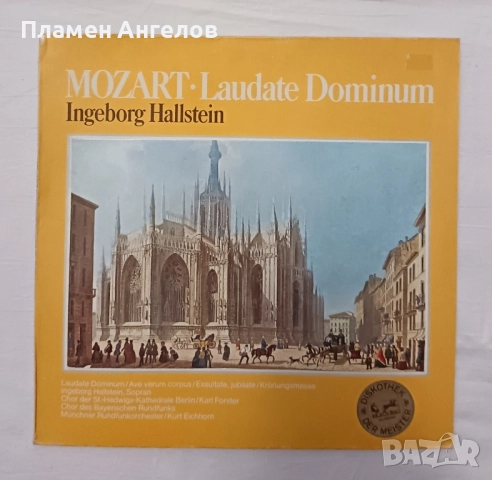 Пламен Ангелов
MOZART · Laudate Dominum
Ingeborg Hallstein
Laudate Dominum / Ave verum corpus / Exsultate, jubilate / Krönungsmesse
Ingeborg Hallstein, Sopran
Chor der St.-Hedwigs-Kathedrale Berlin / Karl Forster
Chor des Bayerischen Rundfunks
Münchner Rundfunkorchester / Kurt Eichhorn
DISKOTHEK
DER MEISTER
BAZAR.bg